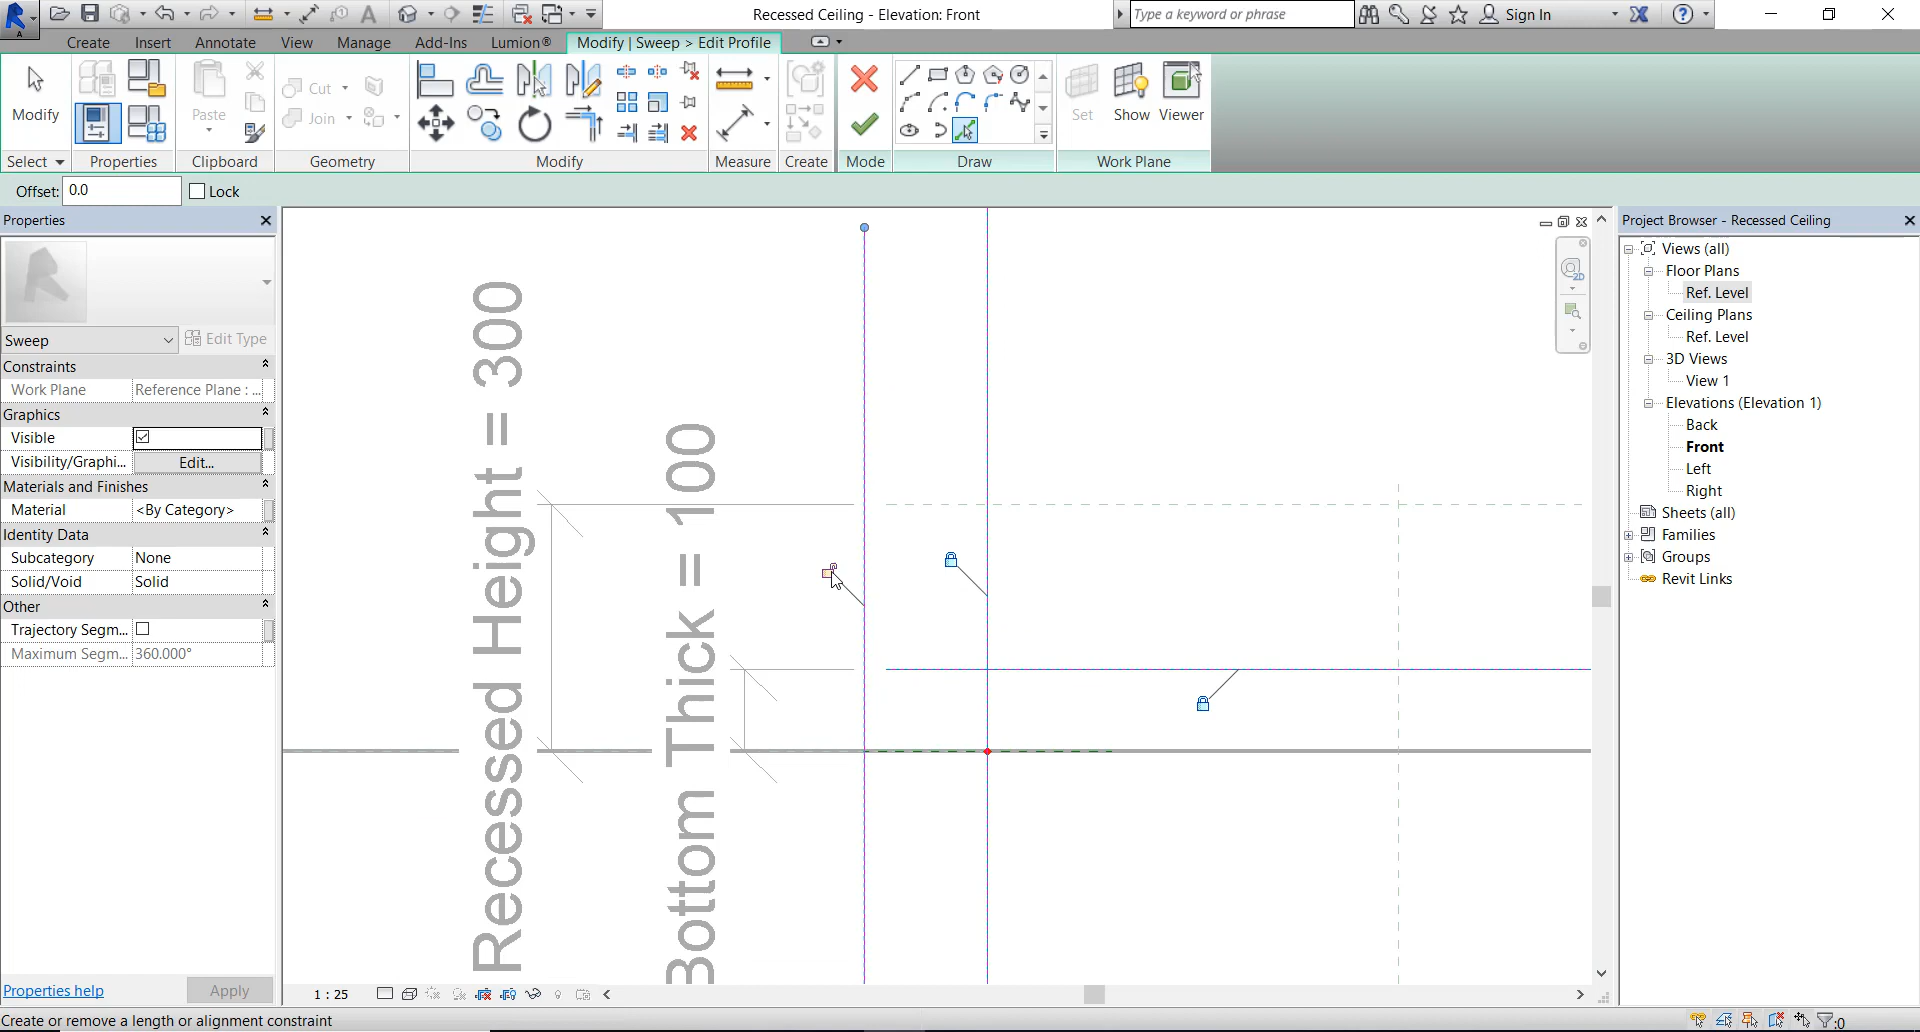 Recessed Ceiling - Elevation: Front
Type a keyword or phrase
Sign In
Create
Insert
Annotate
View
Manage
Add-Ins
Lumion®
Modify | Sweep > Edit Profile
Modify
Paste
Cut
Join
Set
Show
Viewer
Select
Properties
Clipboard
Geometry
Modify
Measure
Create
Mode
Draw
Work Plane
Offset:
0.0
Lock
Properties
Sweep
Edit Type
Constraints
Work Plane
Reference Plane : ...
Graphics
Visible
Visibility/Graphi...
Edit...
Materials and Finishes
Material
<By Category>
Identity Data
Subcategory
None
Solid/Void
Solid
Other
Trajectory Segm...
Maximum Segm...
360.000°
Properties help
Apply
Recessed Height = 300
Bottom Thick = 100
2D
1 : 25
Project Browser - Recessed Ceiling
Views (all)
Floor Plans
Ref. Level
Ceiling Plans
Ref. Level
3D Views
View 1
Elevations (Elevation 1)
Back
Front
Left
Right
Sheets (all)
Families
Groups
Revit Links
Create or remove a length or alignment constraint
:0